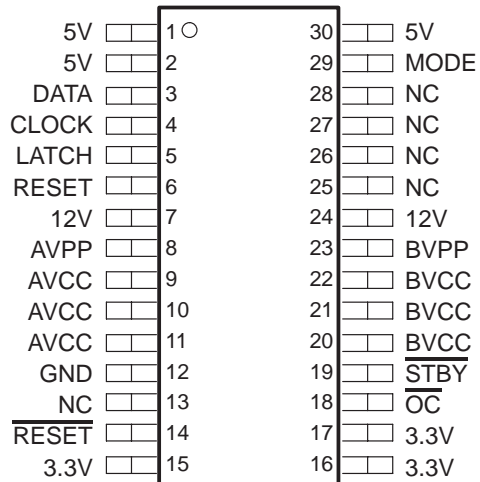 5V 1 30 5V
5V 2 29 MODE
DATA 3 28 NC
CLOCK 4 27 NC
LATCH 5 26 NC
RESET 6 25 NC
12V 7 24 12V
AVPP 8 23 BVPP
AVCC 9 22 BVCC
AVCC 10 21 BVCC
AVCC 11 20 BVCC
GND 12 19 S̅T̅B̅Y̅
NC 13 18 O̅C̅
R̅E̅S̅E̅T̅ 14 17 3.3V
3.3V 15 16 3.3V